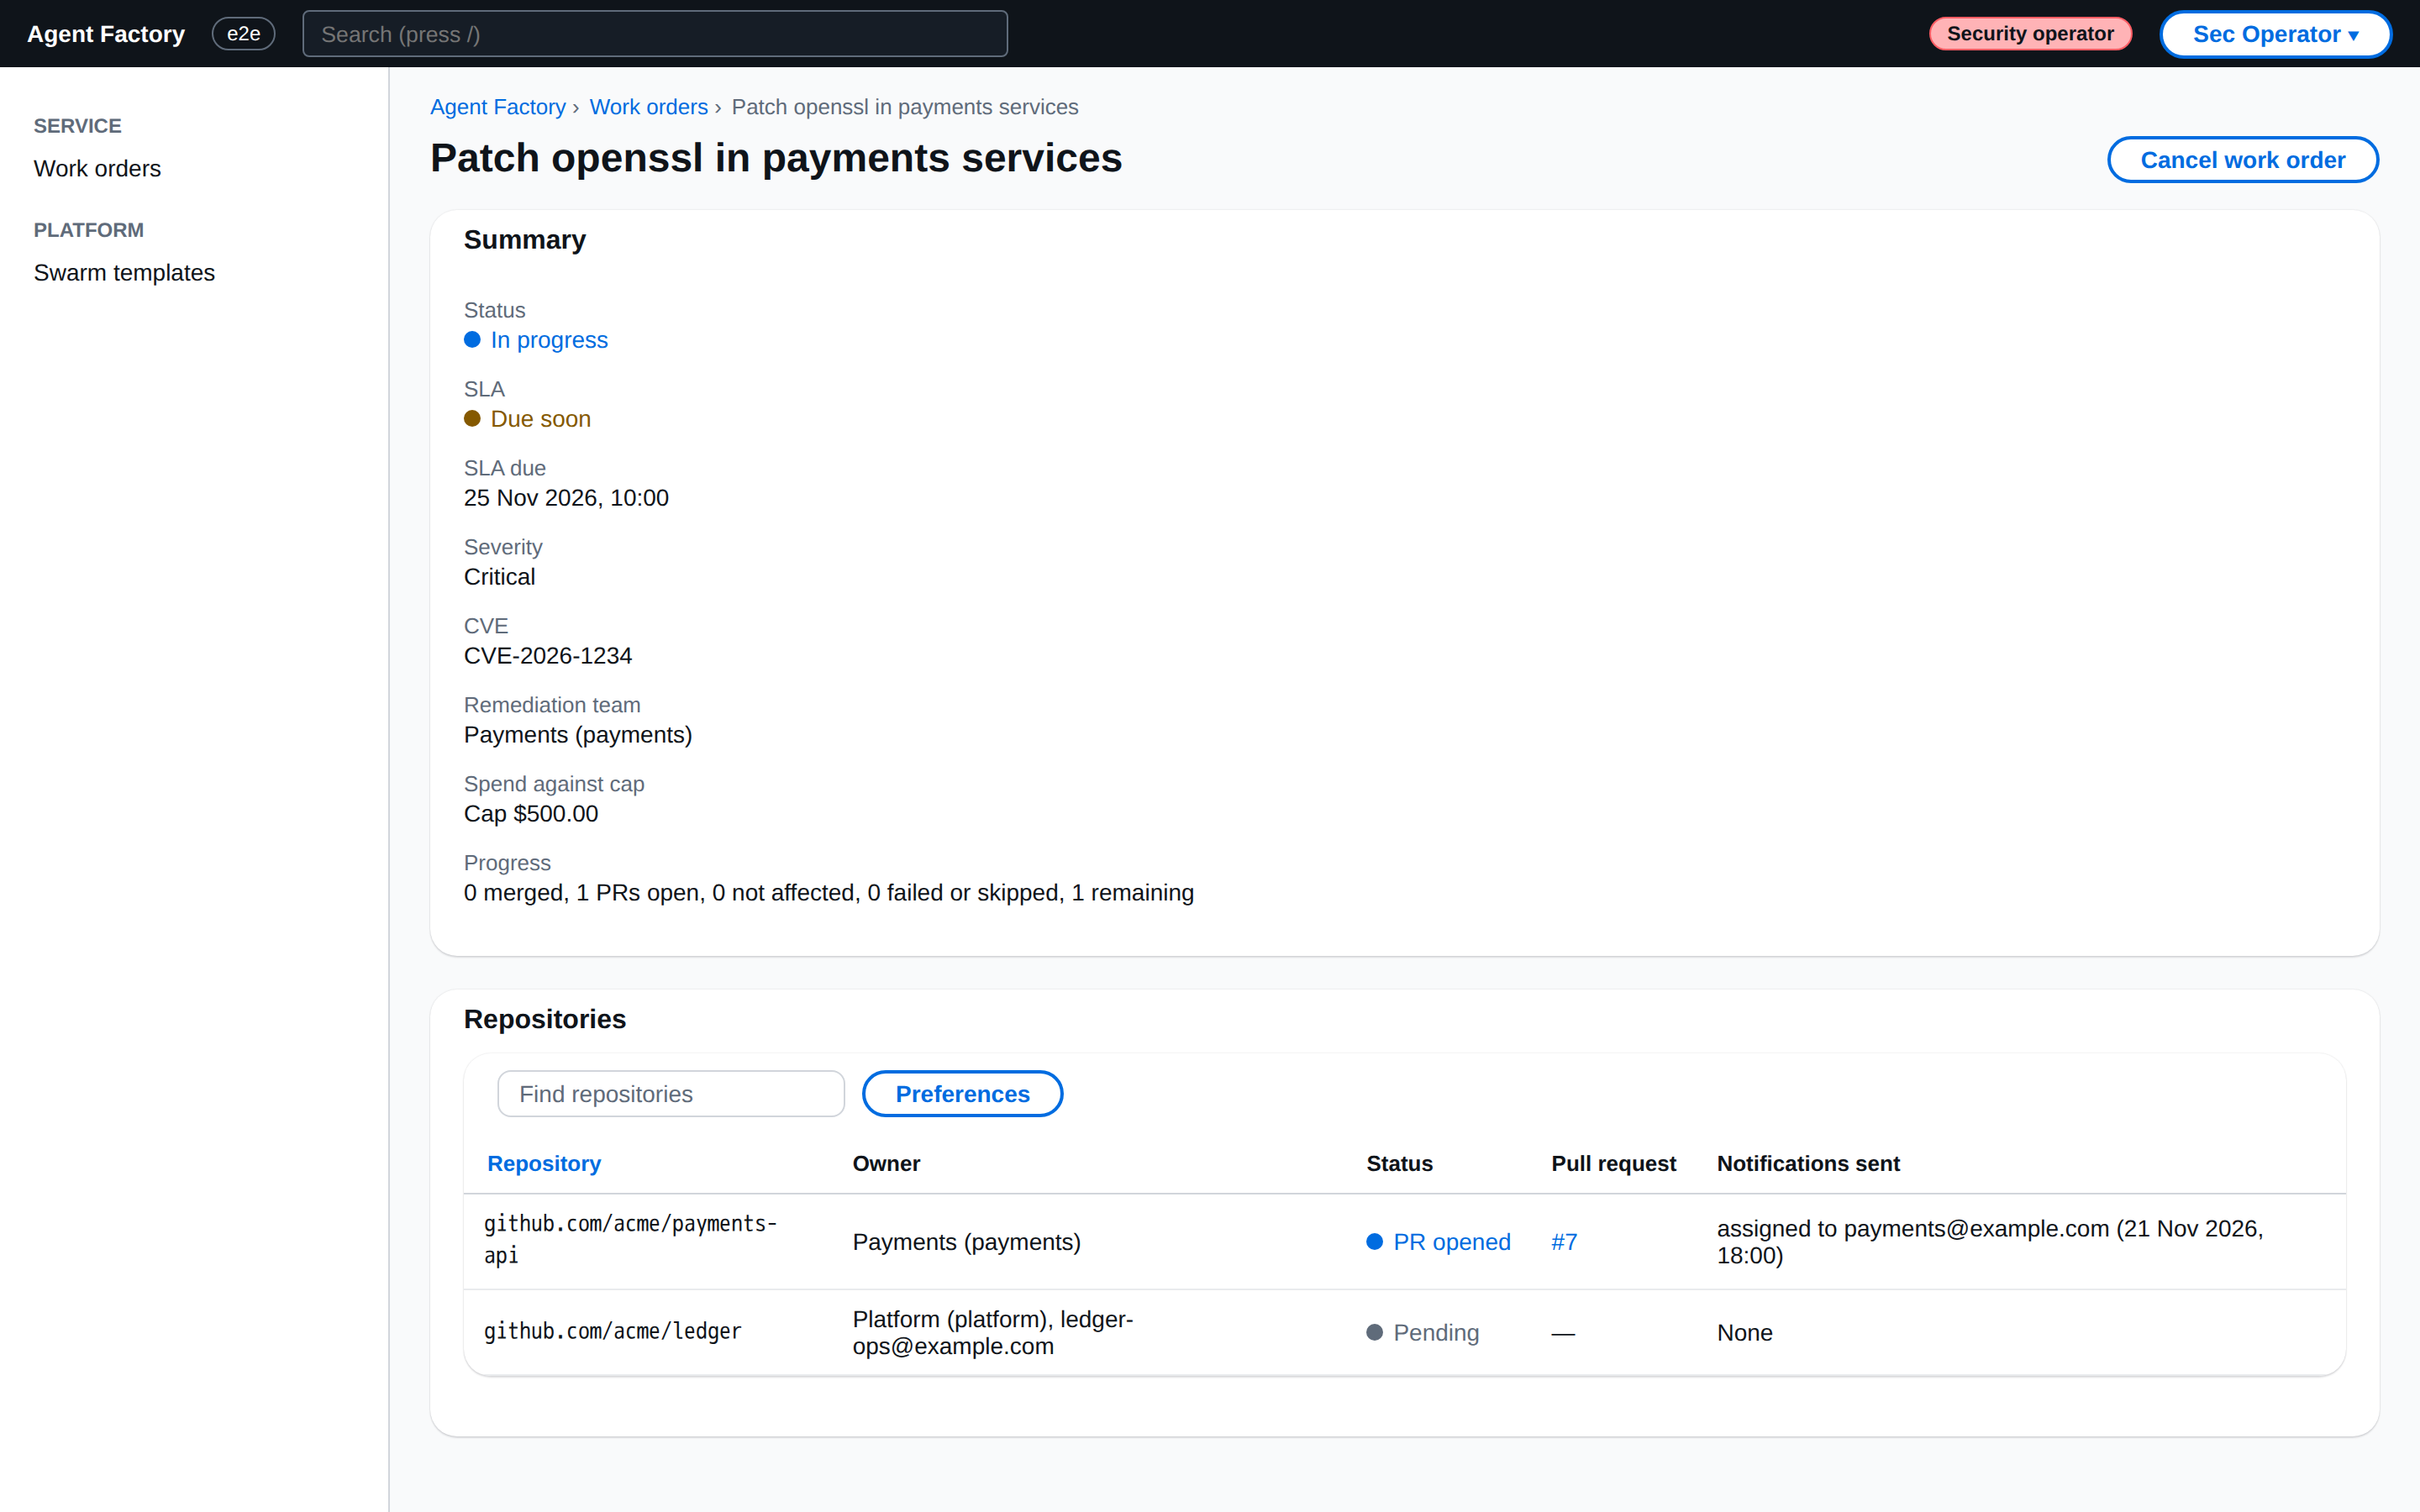 Agent Factory e2e Search (press /) Security operator Sec Operator ▾
SERVICE
Work orders
PLATFORM
Swarm templates
Agent Factory › Work orders › Patch openssl in payments services
Patch openssl in payments services
Cancel work order
Summary
Status
In progress
SLA
Due soon
SLA due
25 Nov 2026, 10:00
Severity
Critical
CVE
CVE-2026-1234
Remediation team
Payments (payments)
Spend against cap
Cap $500.00
Progress
0 merged, 1 PRs open, 0 not affected, 0 failed or skipped, 1 remaining
Repositories
Find repositories Preferences
Repository Owner Status Pull request Notifications sent
github.com/acme/payments-
api
Payments (payments)
PR opened
#7
assigned to payments@example.com (21 Nov 2026,
18:00)
github.com/acme/ledger
Platform (platform), ledger-
ops@example.com
Pending
—
None